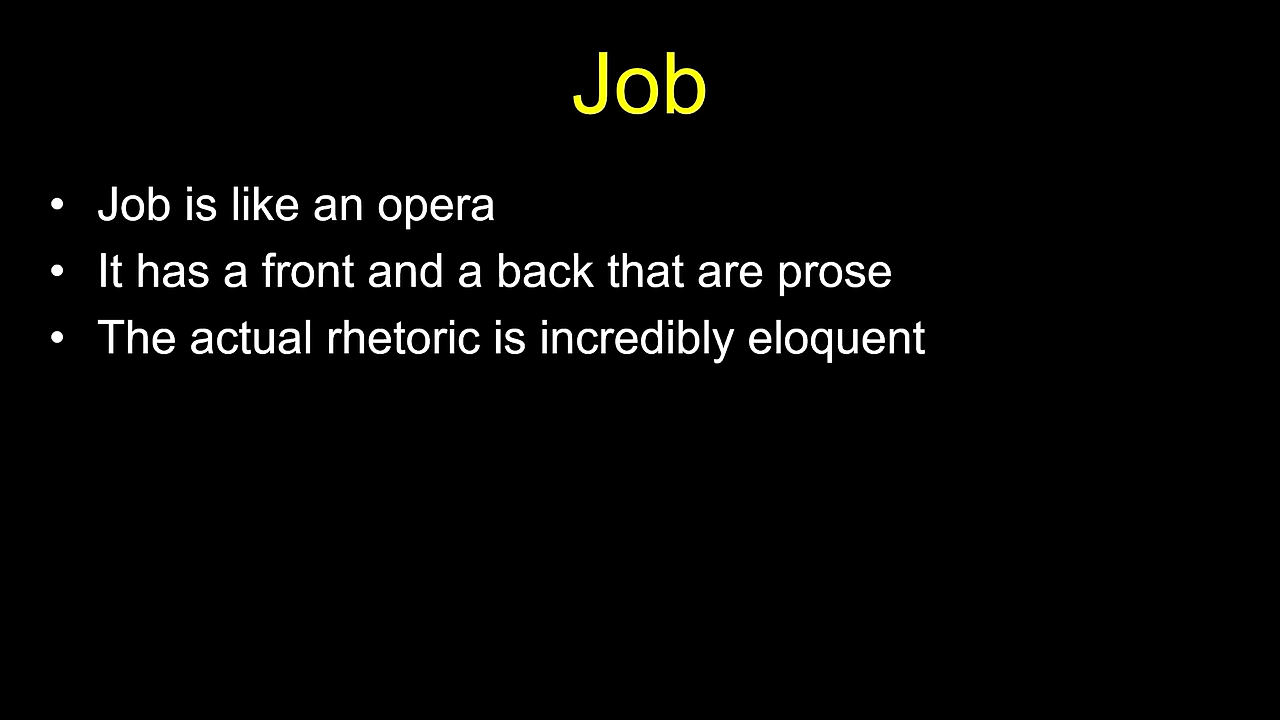 Job
• Job is like an opera
• It has a front and a back that are prose
• The actual rhetoric is incredibly eloquent